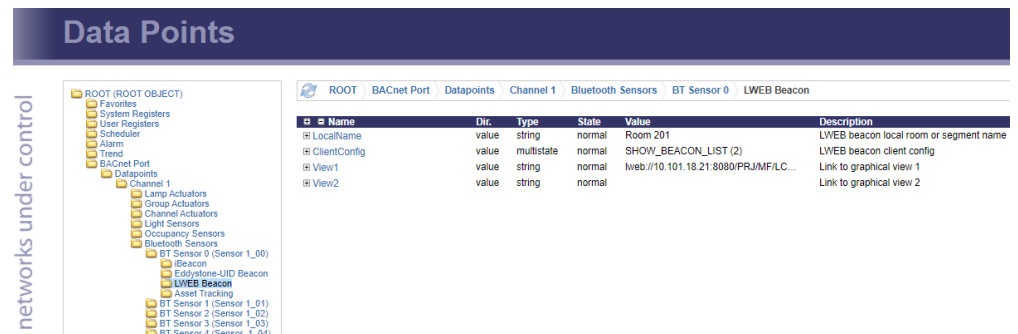 Data Points
networks under control
ROOT (ROOT OBJECT)
Favorites
System Registers
User Registers
Scheduler
Alarm
Trend
BACnet Port
Datapoints
Channel 1
Lamp Actuators
Group Actuators
Channel Actuators
Light Sensors
Occupancy Sensors
Bluetooth Sensors
BT Sensor 0 (Sensor 1_00)
iBeacon
Eddystone-UID Beacon
LWEB Beacon
Asset Tracking
BT Sensor 1 (Sensor 1_01)
BT Sensor 2 (Sensor 1_02)
BT Sensor 3 (Sensor 1_03)
BT Sensor 4 (Sensor 1_04)
ROOT BACnet Port Datapoints Channel 1 Bluetooth Sensors BT Sensor 0 LWEB Beacon
Name Dir. Type State Value Description
LocalName value string normal Room 201 LWEB beacon local room or segment name
ClientConfig value multistate normal SHOW_BEACON_LIST (2) LWEB beacon client config
View1 value string normal lweb://10.101.18.21:8080/PRJ/MF/LC... Link to graphical view 1
View2 value string normal Link to graphical view 2